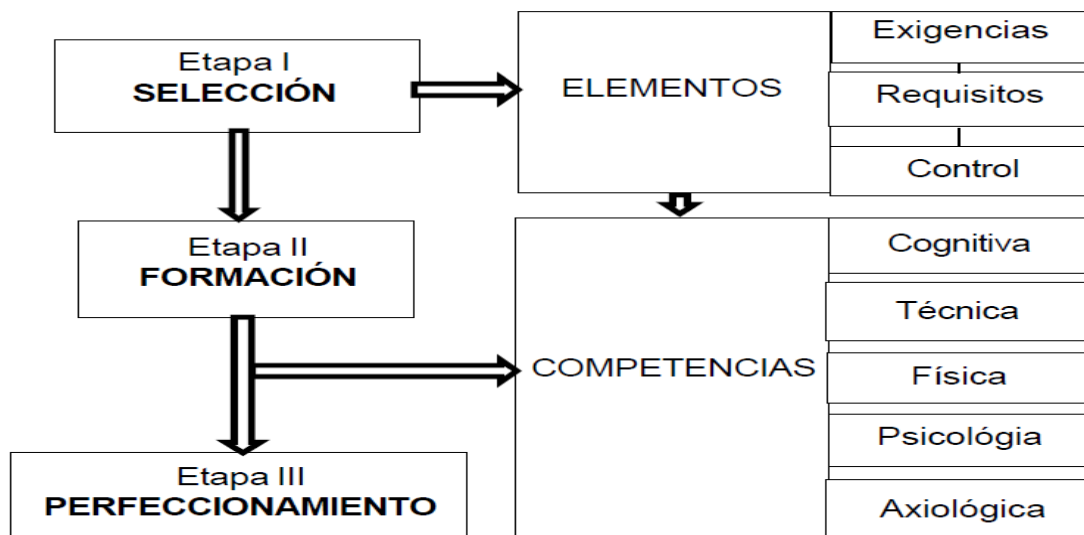 Etapa I
SELECCIÓN
ELEMENTOS
Exigencias
Requisitos
Control
Etapa II
FORMACIÓN
COMPETENCIAS
Cognitiva
Técnica
Física
Psicológia
Axiológica
Etapa III
PERFECCIONAMIENTO